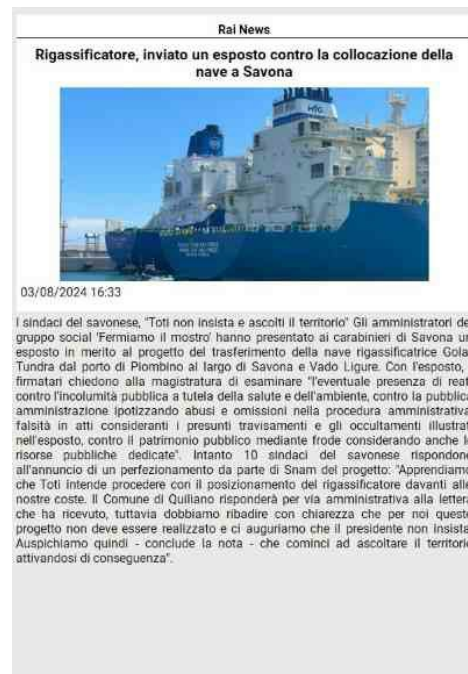 Rai News
Rigassificatore, inviato un esposto contro la collocazione della
nave a Savona
03/08/2024 16:33
I sindaci del savonese, "Toti non insista e ascolti il territorio" Gli amministratori de
gruppo social 'Fermiamo il mostro' hanno presentato ai carabinieri di Savona un
esposto in merito al progetto del trasferimento della nave rigassificatrice Golar
Tundra dal porto di Piombino al largo di Savona e Vado Ligure. Con l'esposto, i
firmatari chiedono alla magistratura di esaminare "l'eventuale presenza di reat
contro l'incolumità pubblica a tutela della salute e dell'ambiente, contro la pubblica
amministrazione ipotizzando abusi e omissioni nella procedura amministrativa
falsità in atti consideranti i presunti travisamenti e gli occultamenti illustrat
nell'esposto, contro il patrimonio pubblico mediante frode considerando anche le
risorse pubbliche dedicate". Intanto 10 sindaci del savonese rispondono
all'annuncio di un perfezionamento da parte di Snam del progetto: "Apprendiamo
che Toti intende procedere con il posizionamento del rigassificatore davanti alle
nostre coste. Il Comune di Quiliano risponderà per via amministrativa alla lettera
che ha ricevuto, tuttavia dobbiamo ribadire con chiarezza che per noi questo
progetto non deve essere realizzato e ci auguriamo che il presidente non insista
Auspichiamo quindi - conclude la nota - che cominci ad ascoltare il territorio
attivandosi di conseguenza".